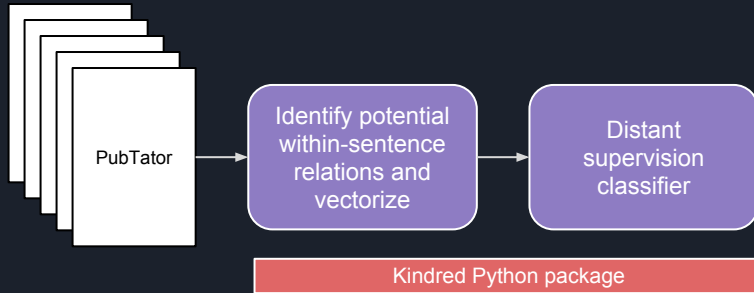 PubTator
Identify potential
within-sentence
relations and
vectorize
Distant
supervision
classifier
Kindred Python package